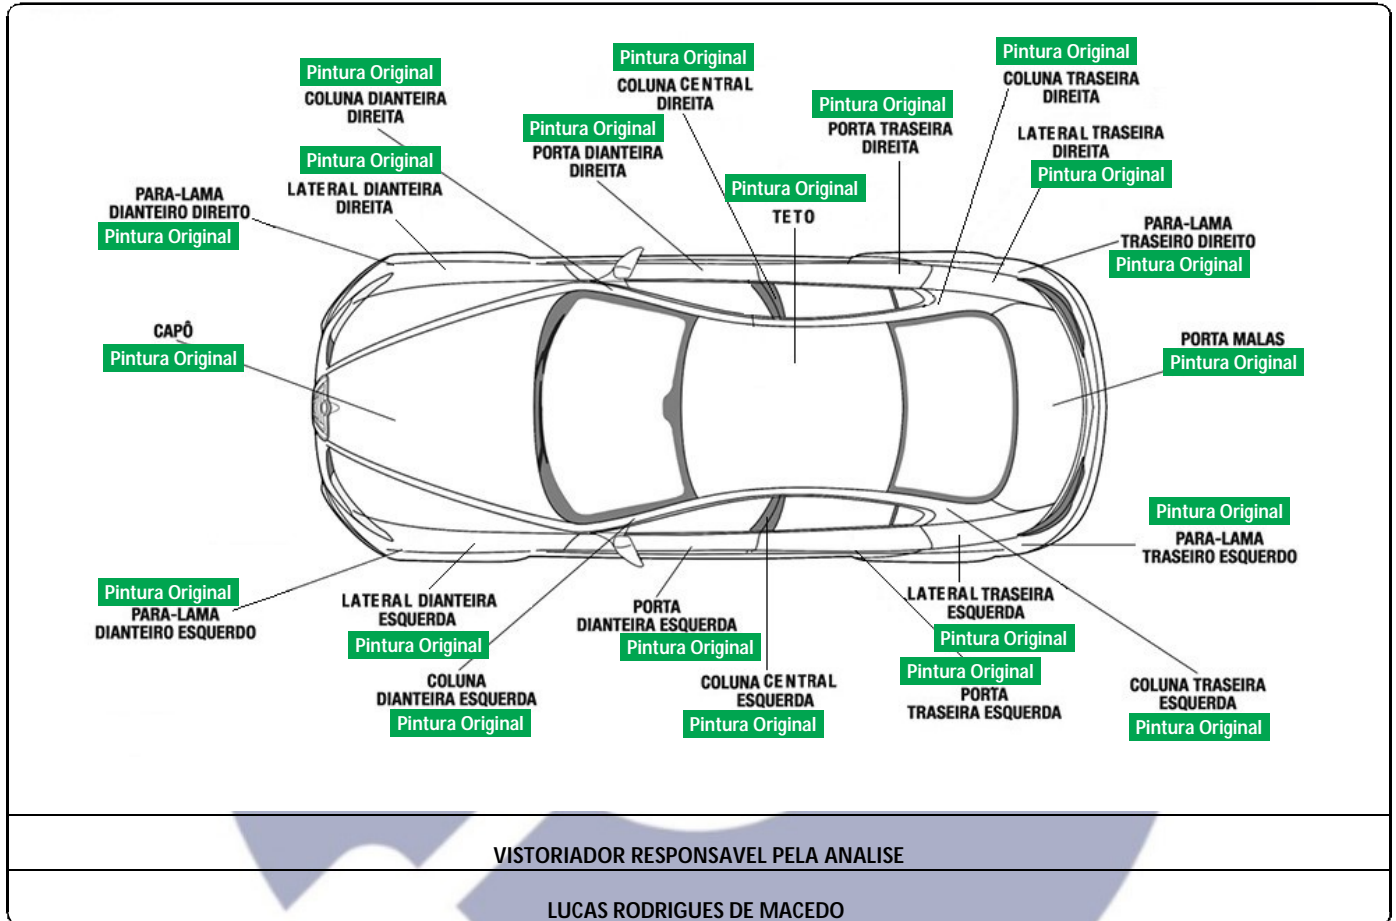 Pintura Original
COLUNA DIANTEIRA
DIREITA
Pintura Original
COLUNA CENTRAL
DIREITA
Pintura Original
COLUNA TRASEIRA
DIREITA
Pintura Original
PORTA DIANTEIRA
DIREITA
Pintura Original
PORTA TRASEIRA
DIREITA
LATERAL TRASEIRA
DIREITA
Pintura Original
Pintura Original
LATERAL DIANTEIRA
DIREITA
Pintura Original
TETO
PARA-LAMA
DIANTEIRO DIREITO
Pintura Original
PARA-LAMA
TRASEIRO DIREITO
Pintura Original
CAPÔ
Pintura Original
PORTA MALAS
Pintura Original
Pintura Original
PARA-LAMA
TRASEIRO ESQUERDO
Pintura Original
PARA-LAMA
DIANTEIRO ESQUERDO
LATERAL DIANTEIRA
ESQUERDA
Pintura Original
PORTA
DIANTEIRA ESQUERDA
Pintura Original
LATERAL TRASEIRA
ESQUERDA
Pintura Original
COLUNA
DIANTEIRA ESQUERDA
Pintura Original
COLUNA CENTRAL
ESQUERDA
Pintura Original
Pintura Original
PORTA
TRASEIRA ESQUERDA
COLUNA TRASEIRA
ESQUERDA
Pintura Original
VISTORIADOR RESPONSAVEL PELA ANALISE
LUCAS RODRIGUES DE MACEDO